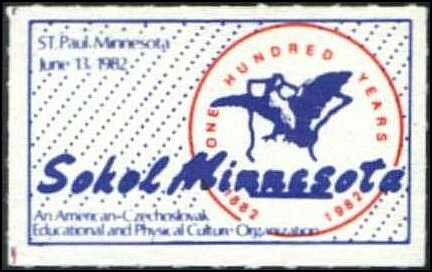 ST. Paul. Minnesota
June 13. 1982
ONE HUNDRED YEARS
Sokol Minnesota
1882 1982
An American-Czechoslovak
Educational and Physical Culture Organization